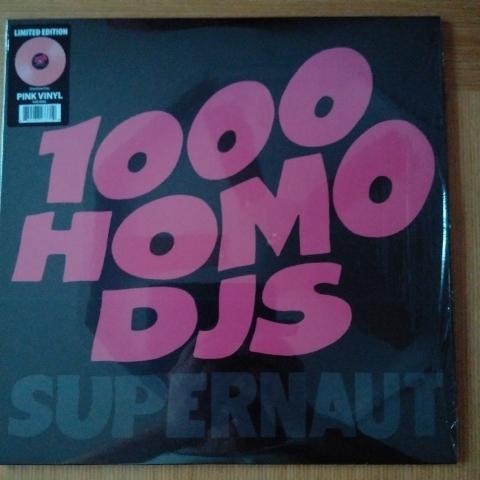 LIMITED EDITION
PINK VINYL
1000
HOMO
DJS
SUPERNAUT